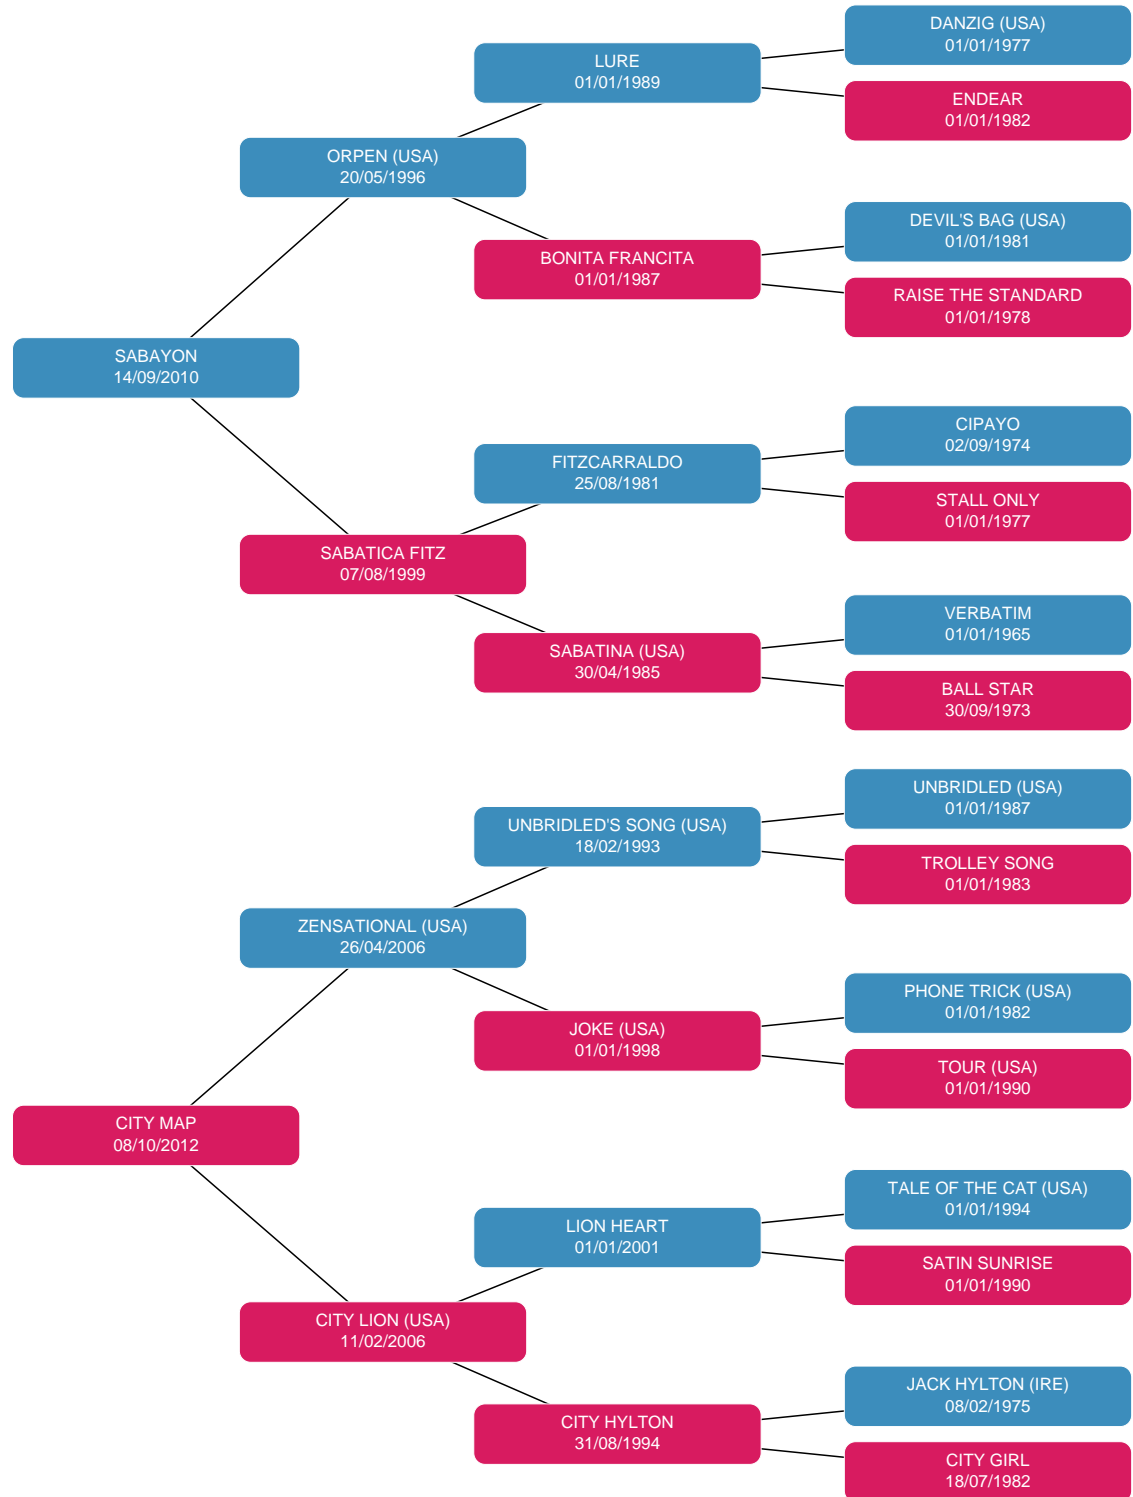 DANZIG (USA)
01/01/1977
LURE
01/01/1989
ENDEAR
01/01/1982
ORPEN (USA)
20/05/1996
DEVIL'S BAG (USA)
01/01/1981
BONITA FRANCITA
01/01/1987
RAISE THE STANDARD
01/01/1978
SABAYON
14/09/2010
CIPAYO
02/09/1974
FITZCARRALDO
25/08/1981
STALL ONLY
01/01/1977
SABATICA FITZ
07/08/1999
VERBATIM
01/01/1965
SABATINA (USA)
30/04/1985
BALL STAR
30/09/1973
UNBRIDLED (USA)
01/01/1987
UNBRIDLED'S SONG (USA)
18/02/1993
TROLLEY SONG
01/01/1983
ZENSATIONAL (USA)
26/04/2006
PHONE TRICK (USA)
01/01/1982
JOKE (USA)
01/01/1998
TOUR (USA)
01/01/1990
CITY MAP
08/10/2012
TALE OF THE CAT (USA)
01/01/1994
LION HEART
01/01/2001
SATIN SUNRISE
01/01/1990
CITY LION (USA)
11/02/2006
JACK HYLTON (IRE)
08/02/1975
CITY HYLTON
31/08/1994
CITY GIRL
18/07/1982